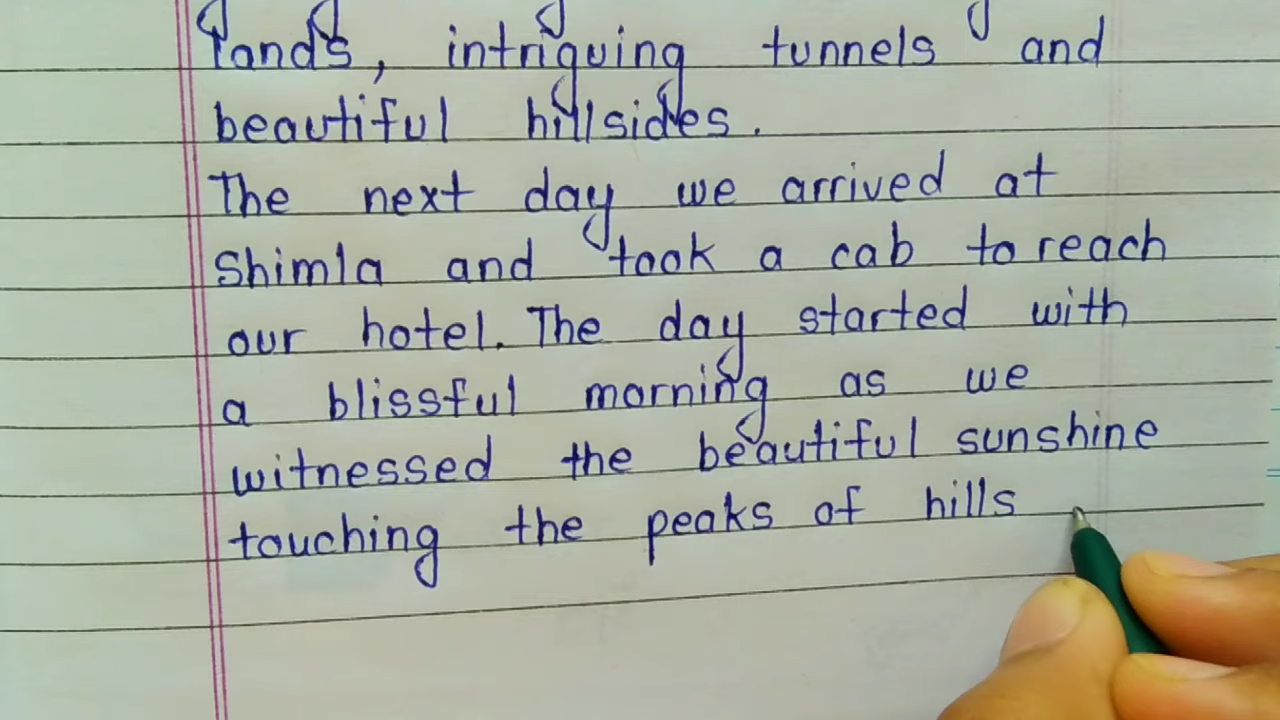 lands, intriguing tunnels and
beautiful hillsides.
The next day we arrived at
Shimla and took a cab to reach
our hotel. The day started with
a blissful morning as we
witnessed the beautiful sunshine
touching the peaks of hills